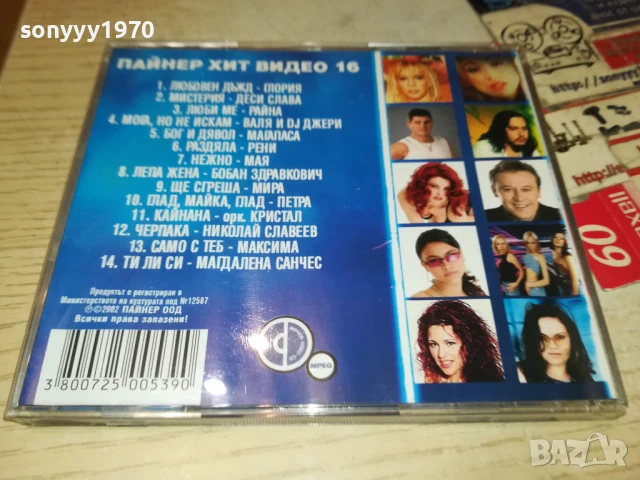 sonyyy1970
ПАЙНЕР ХИТ ВИДЕО 16
1. ЛЮБОВЕН ДЪЖД - ГЛОРИЯ
2. МИСТЕРИЯ - ДЕСИ СЛАВА
3. ЛЮБИ МЕ - РАЙНА
4. МОГА, НО НЕ ИСКАМ - ВАЛЯ И DJ ДЖЕРИ
5. БОГ И ДЯВОЛ - МАГАПАСА
6. РАЗДЯЛА - РЕНИ
7. НЕЖНО - МАЯ
8. ЛЕПА ЖЕНА - БОБАН ЗДРАВКОВИЧ
9. ЩЕ СГРЕША - МИРА
10. ГЛАД, МАЙКА, ГЛАД - ПЕТРА
11. КАЙНАНА - орк. КРИСТАЛ
12. ЧЕРПАКА - НИКОЛАЙ СЛАВЕЕВ
13. САМО С ТЕБ - МАКСИМА
14. ТИ ЛИ СИ - МАГДАЛЕНА САНЧЕС
Продуктът е регистриран в
Министерството на културата под №12587
℗©2002 ПАЙНЕР ООД
Всички права запазени!
3 800725 005390
MPEG
http://
http:/
60
BAZAR